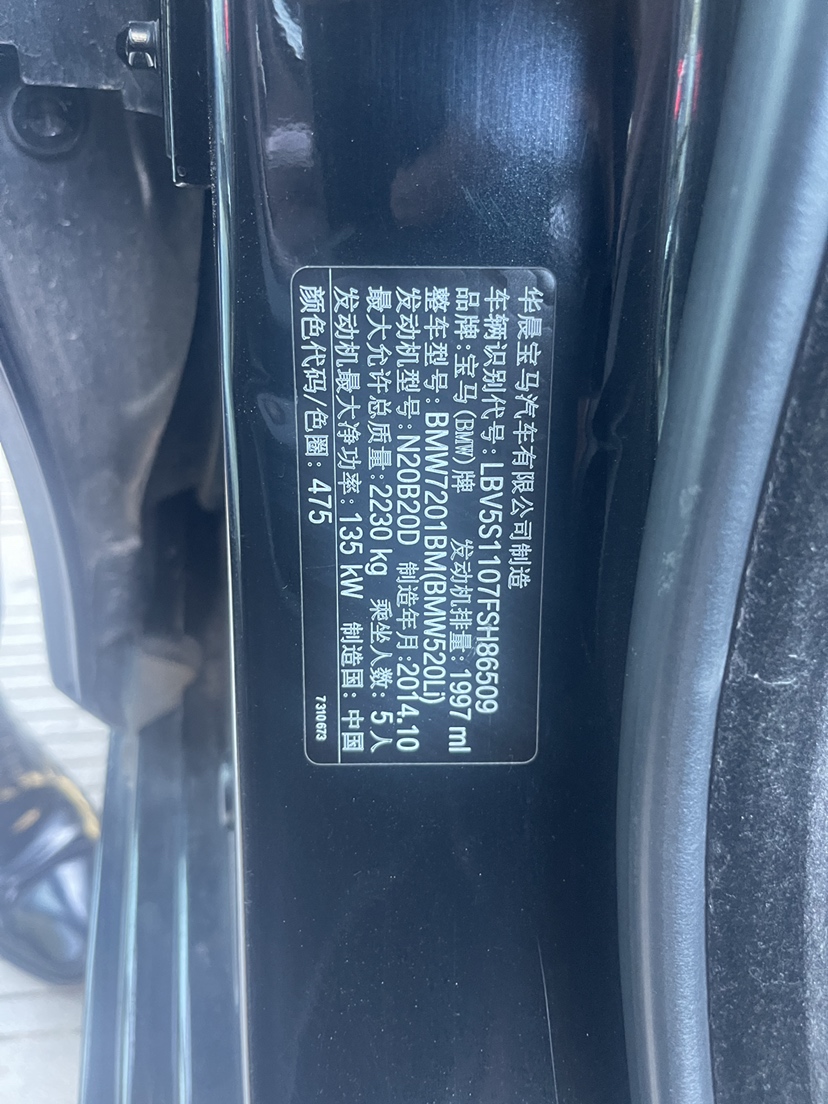 华晨宝马汽车有限公司制造
车辆识别代号:LBV5S1107FSH86509
品牌:宝马(BMW)牌 发动机排量:1997 ml
整车型号:BMW7201BM(BMW520Li)
发动机型号:N20B20D 制造年月:2014.10
最大允许总质量:2230 kg 乘坐人数:5人
发动机最大净功率:135 kW 制造国:中国
颜色代码/色圈:475
7310673